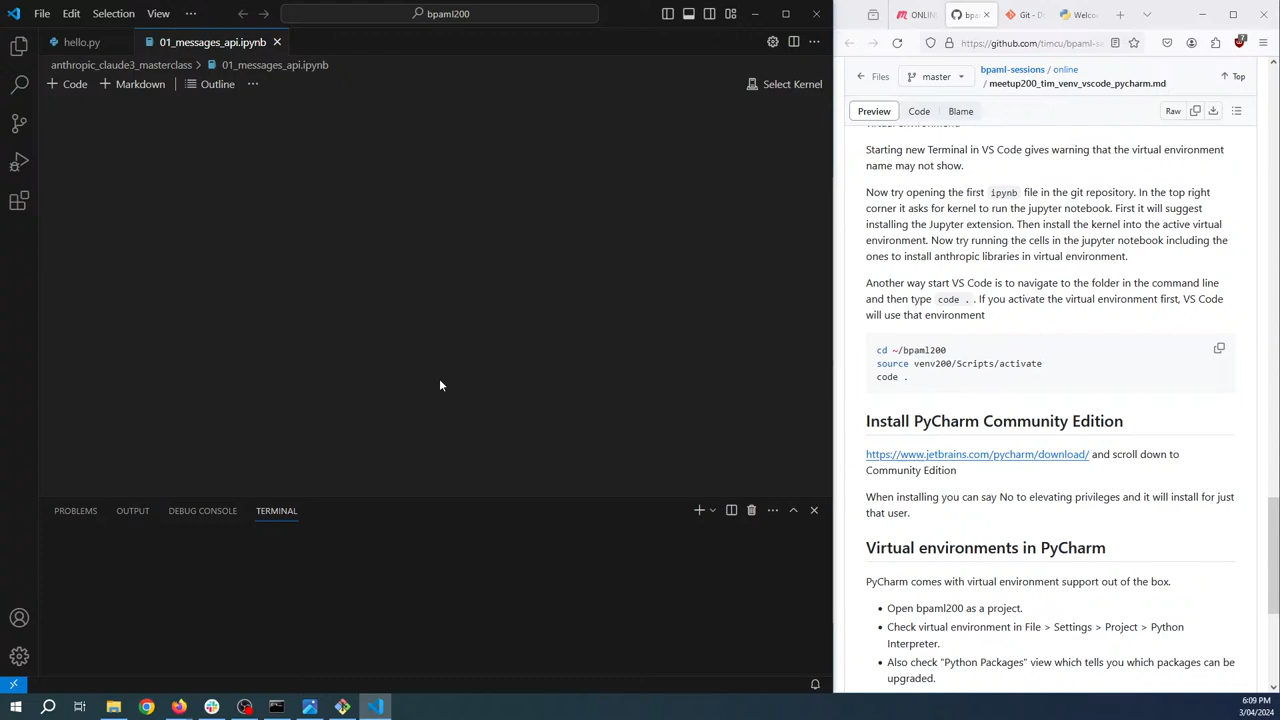 File Edit Selection View ···
bpaml200
hello.py
01_messages_api.ipynb
anthropic_claude3_masterclass > 01_messages_api.ipynb
+ Code + Markdown Outline ···
Select Kernel
PROBLEMS OUTPUT DEBUG CONSOLE TERMINAL
ONLINE
bpa
Git - D
Welco
https://github.com/timcu/bpaml-s
Files
master
bpaml-sessions / online
/ meetup200_tim_venv_vscode_pycharm.md
Top
Preview Code Blame
Raw
Starting new Terminal in VS Code gives warning that the virtual environment
name may not show.
Now try opening the first ipynb file in the git repository. In the top right
corner it asks for kernel to run the jupyter notebook. First it will suggest
installing the Jupyter extension. Then install the kernel into the active virtual
environment. Now try running the cells in the jupyter notebook including the
ones to install anthropic libraries in virtual environment.
Another way start VS Code is to navigate to the folder in the command line
and then type code . . If you activate the virtual environment first, VS Code
will use that environment
cd ~/bpaml200
source venv200/Scripts/activate
code .
Install PyCharm Community Edition
https://www.jetbrains.com/pycharm/download/ and scroll down to
Community Edition
When installing you can say No to elevating privileges and it will install for just
that user.
Virtual environments in PyCharm
PyCharm comes with virtual environment support out of the box.
• Open bpaml200 as a project.
• Check virtual environment in File > Settings > Project > Python
Interpreter.
• Also check "Python Packages" view which tells you which packages can be
upgraded.
6:09 PM
3/04/2024